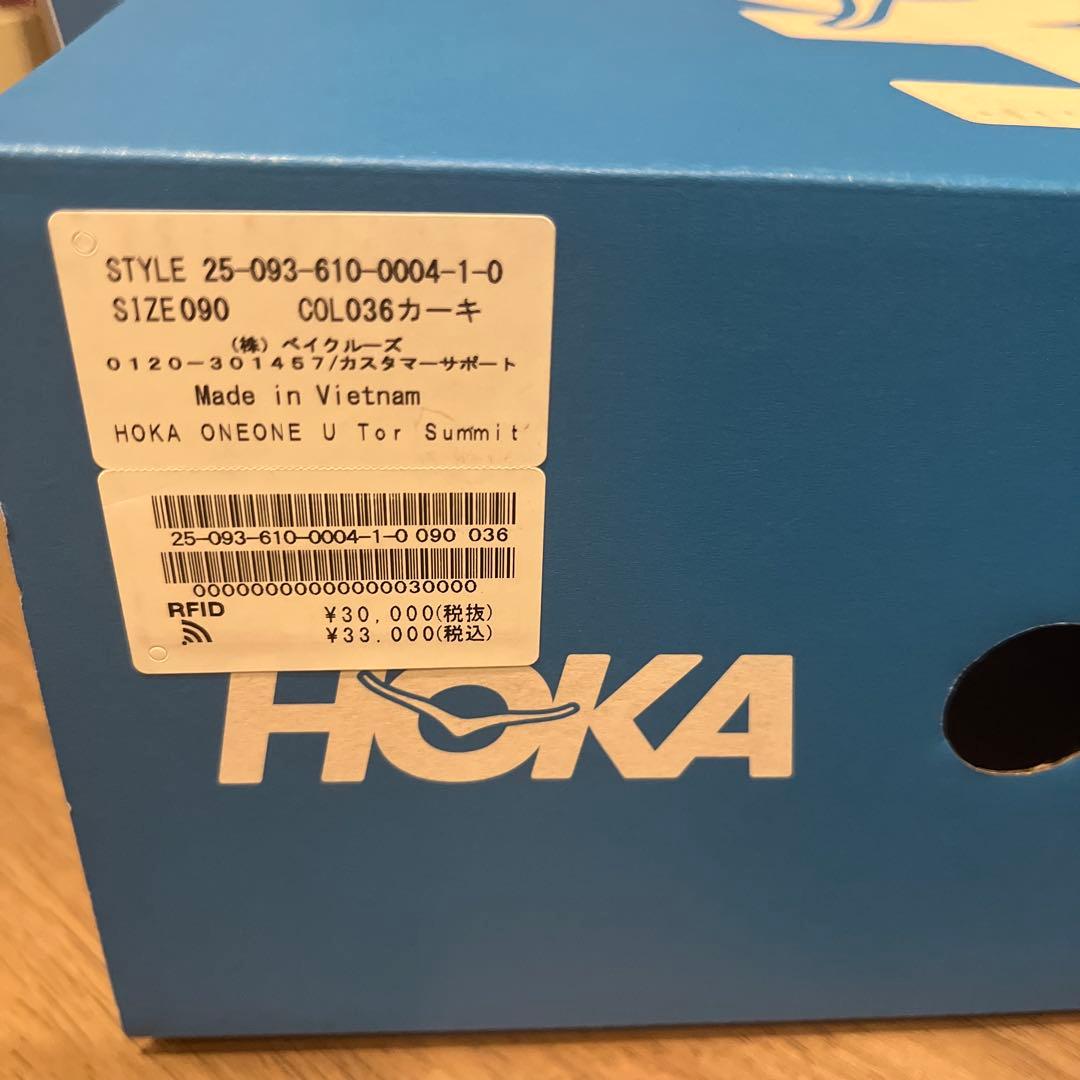 STYLE 25-093-610-0004-1-0
SIZE090 COL036カーキ
(株) ベイクルーズ
0120-301457/カスタマーサポート
Made in Vietnam
HOKA ONEONE U Tor Summit
25-093-610-0004-1-0 090 036
000000000000000030000
RFID
¥30,000(税抜)
¥33.000(税込)
HOKA